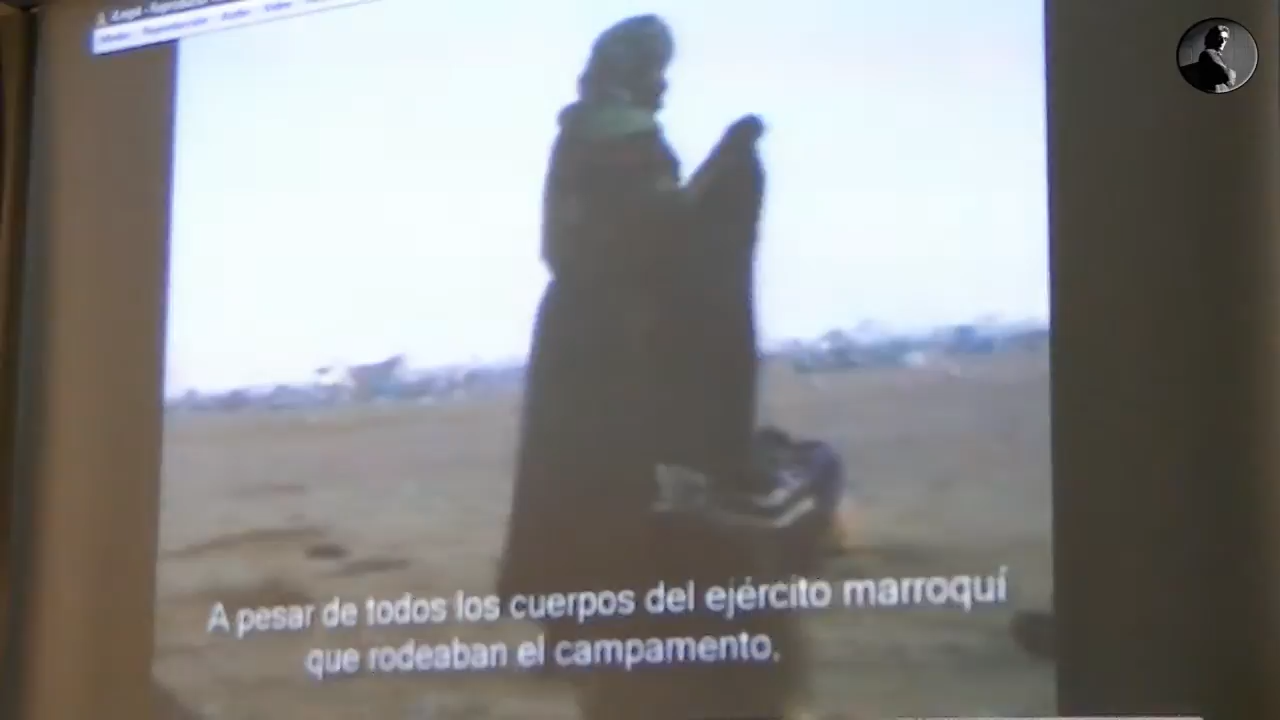 A pesar de todos los cuerpos del ejército marroquí
que rodeaban el campamento.